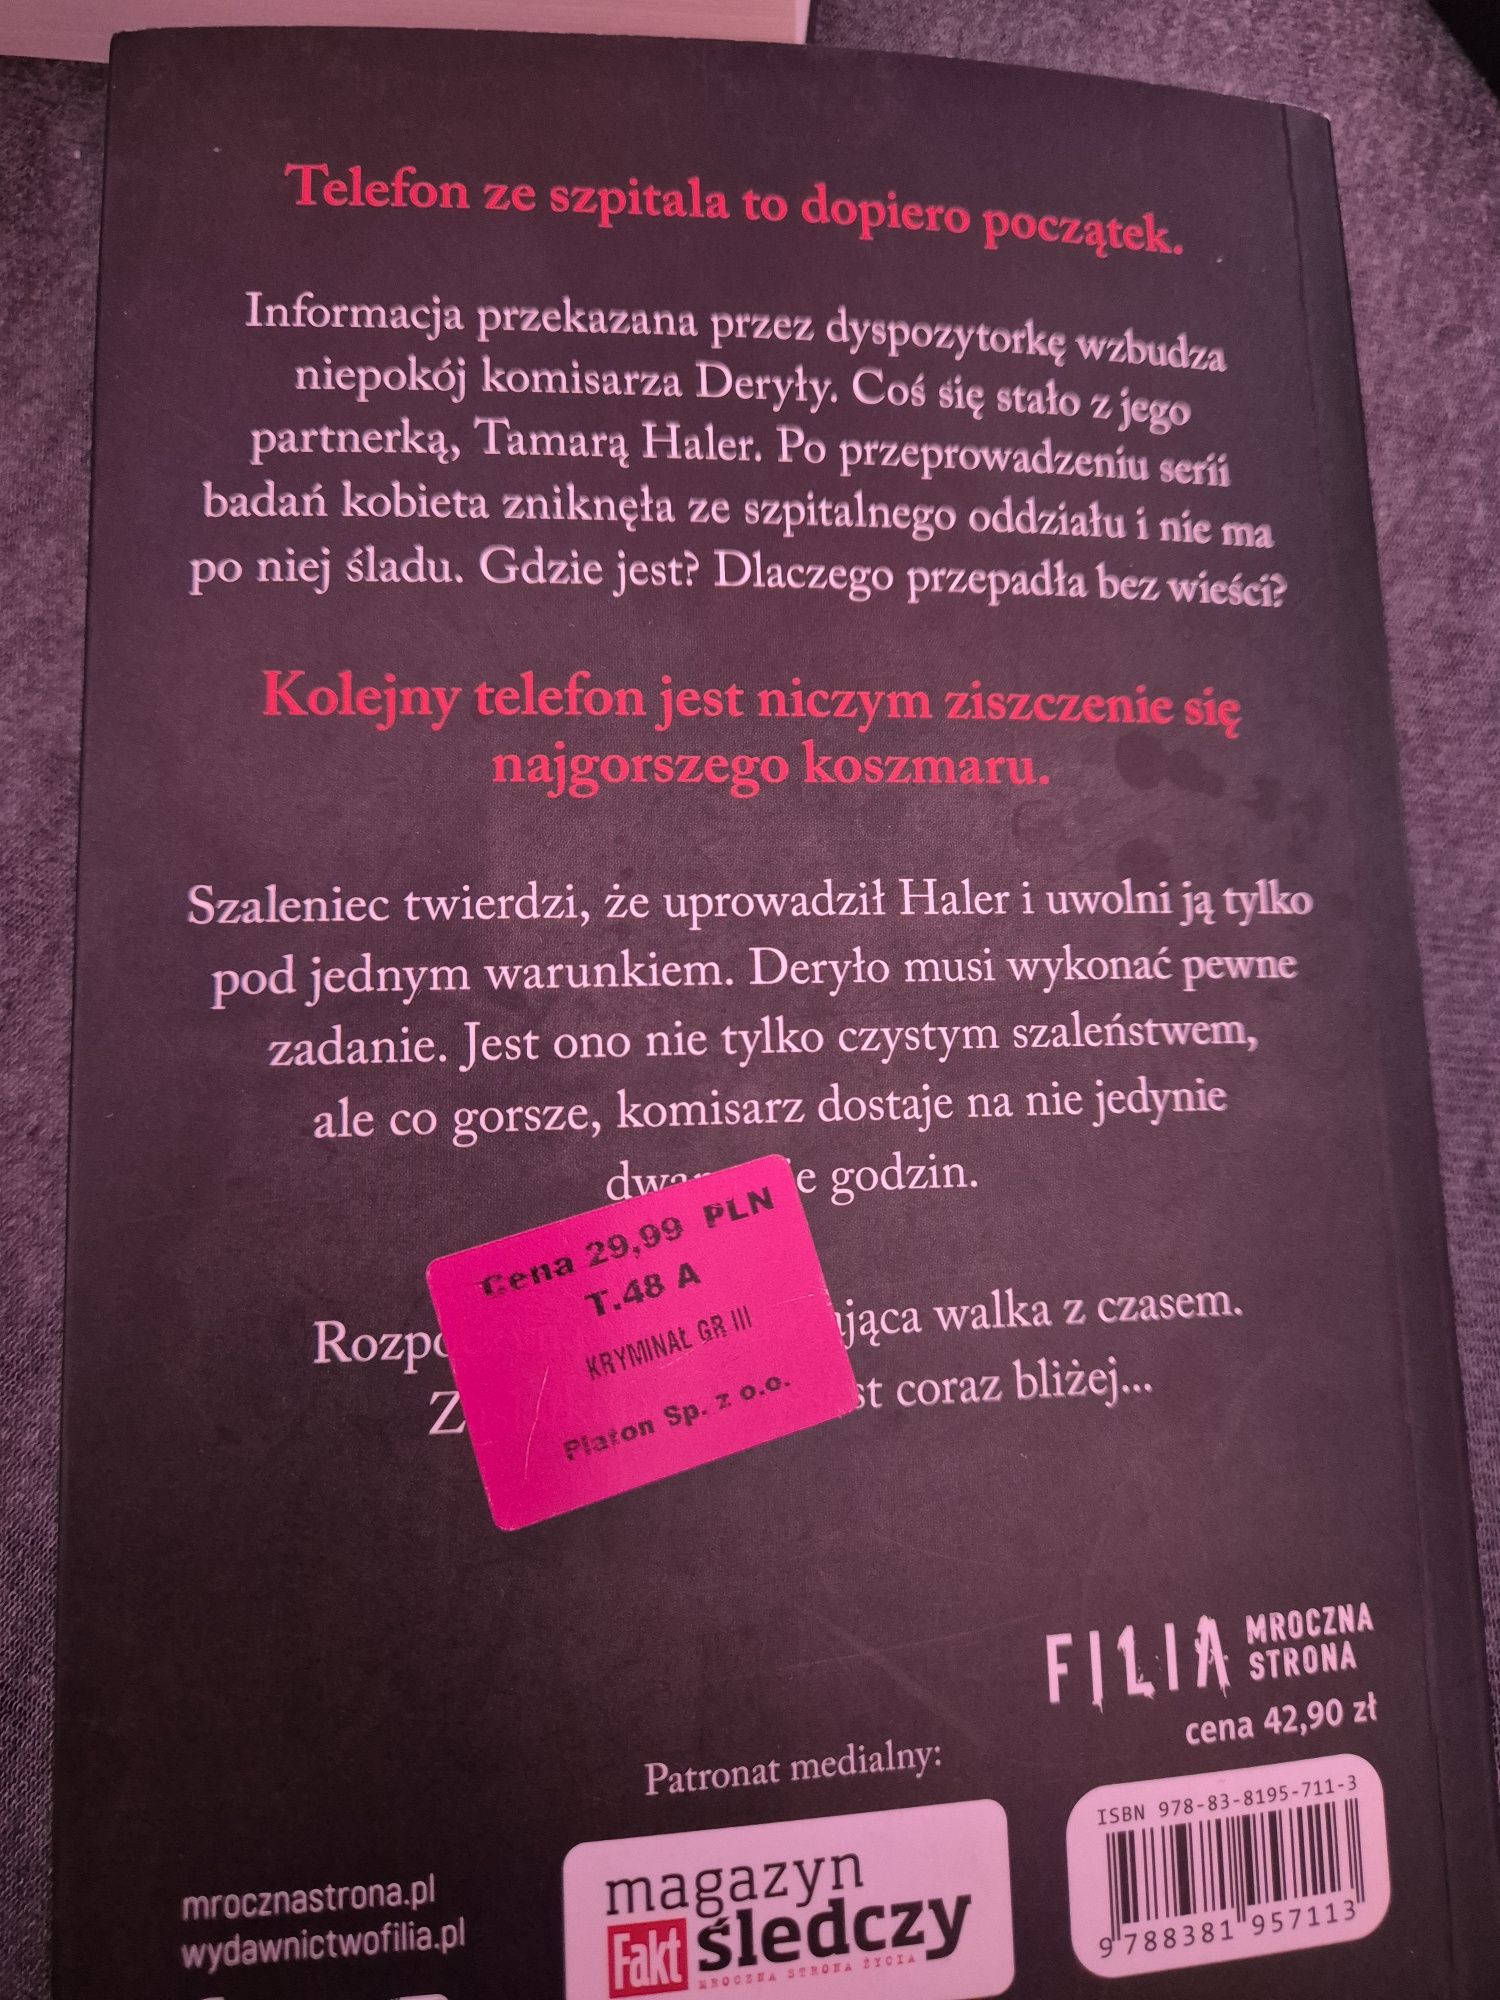 Telefon ze szpitala to dopiero początek.
Informacja przekazana przez dyspozytorkę wzbudza
niepokój komisarza Deryły. Coś się stało z jego
partnerką, Tamarą Haler. Po przeprowadzeniu serii
badań kobieta zniknęła ze szpitalnego oddziału i nie ma
po niej śladu. Gdzie jest? Dlaczego przepadła bez wieści?
Kolejny telefon jest niczym ziszczenie się
najgorszego koszmaru.
Szaleniec twierdzi, że uprowadził Haler i uwolni ją tylko
pod jednym warunkiem. Deryło musi wykonać pewne
zadanie. Jest ono nie tylko czystym szaleństwem,
ale co gorsze, komisarz dostaje na nie jedynie
godzin.
walka z czasem.
coraz bliżej...
Cena 29,99 PLN
T.48 A
KRYMINAŁ GR III
Platon Sp. z o.o.
FILIA MROCZNA
STRONA
cena 42,90 zł
Patronat medialny:
magazyn
Fakt śledczy
MROCZNA STRONA ŻYCIA
ISBN 978-83-8195-711-3
9 788381 957113
mrocznastrona.pl
wydawnictwofilia.pl